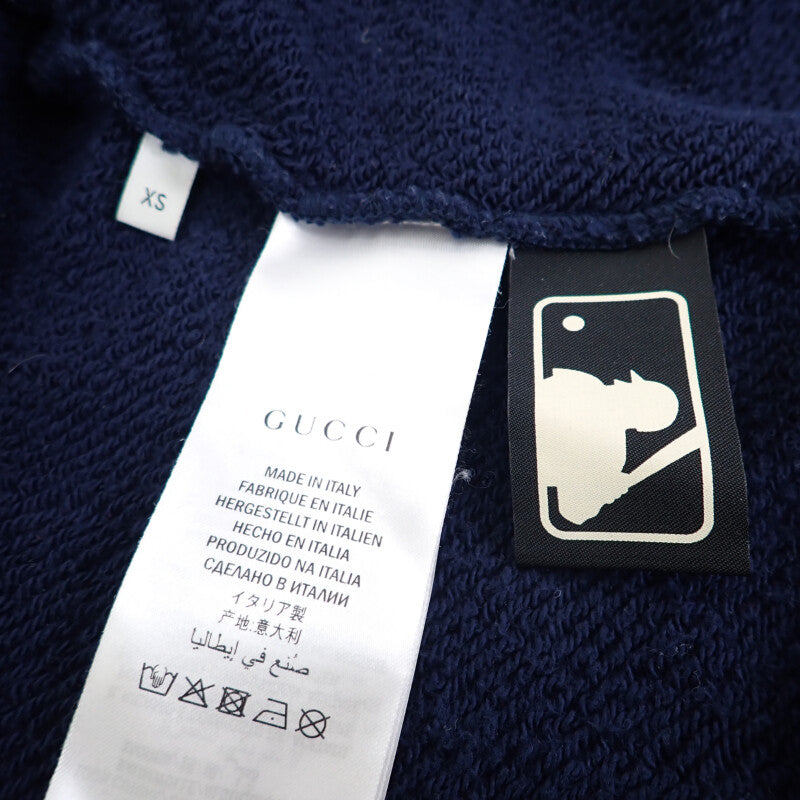 XS
GUCCI
MADE IN ITALY
FABRIQUE EN ITALIE
HERGESTELLT IN ITALIEN
HECHO EN ITALIA
PRODUZIDO NA ITALIA
СДЕЛАНО В ИТАЛИИ
イタリア製
产地:意大利
صُنع في إيطاليا